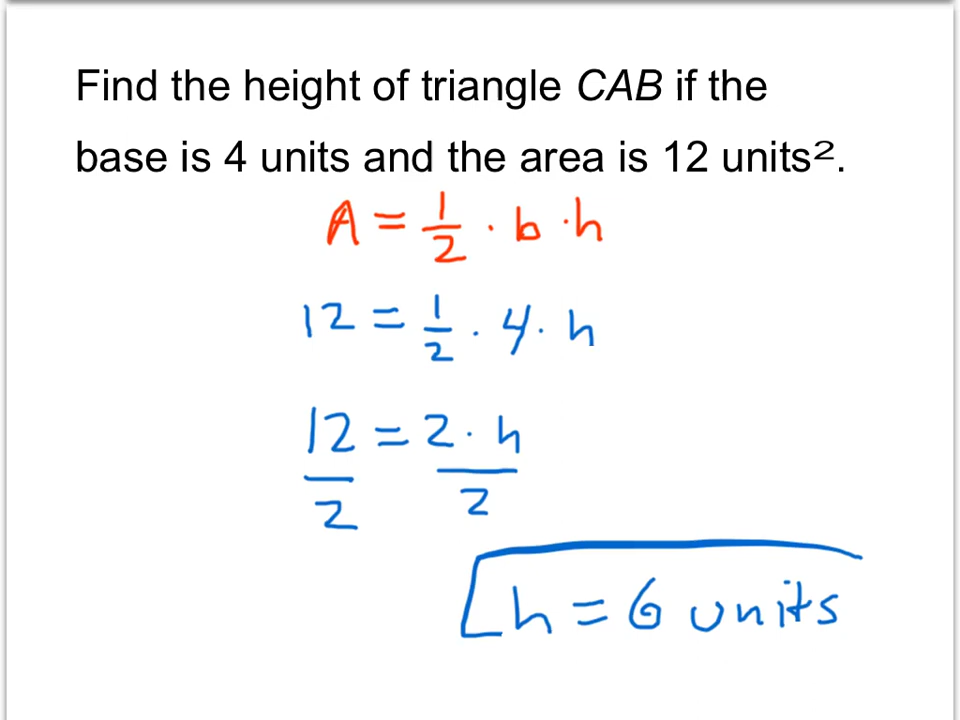 Find the height of triangle CAB if the
base is 4 units and the area is 12 units².
A = 1/2 · b · h
12 = 1/2 · 4 · h
12/2 = 2 · h/2
h = 6 units